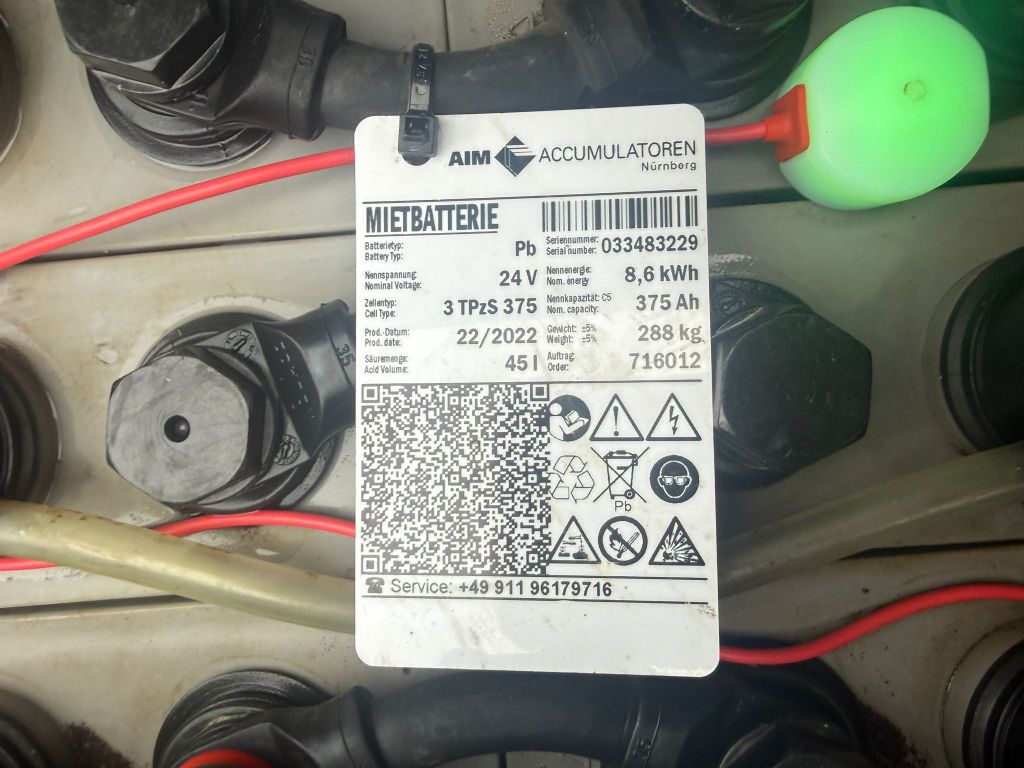 AIM ACCUMULATOREN
Nürnberg
MIETBATTERIE
Batterietyp:
Battery Typ:
Pb
Seriennummer:
Serial number:
033483229
Nennspannung:
Nominal Voltage:
24 V
Nennenergie:
Nom. energy
8,6 kWh
Zellentyp:
Cell Type:
3 TPzS 375
Nennkapazität: C5
Nom. capacity:
375 Ah
Prod.-Datum:
Prod. date:
22/2022
Gewicht: ±5%
Weight: ±5%
288 kg
Säuremenge:
Acid Volume:
45 l
Auftrag:
Order:
716012
Pb
Service: +49 911 96179716
35